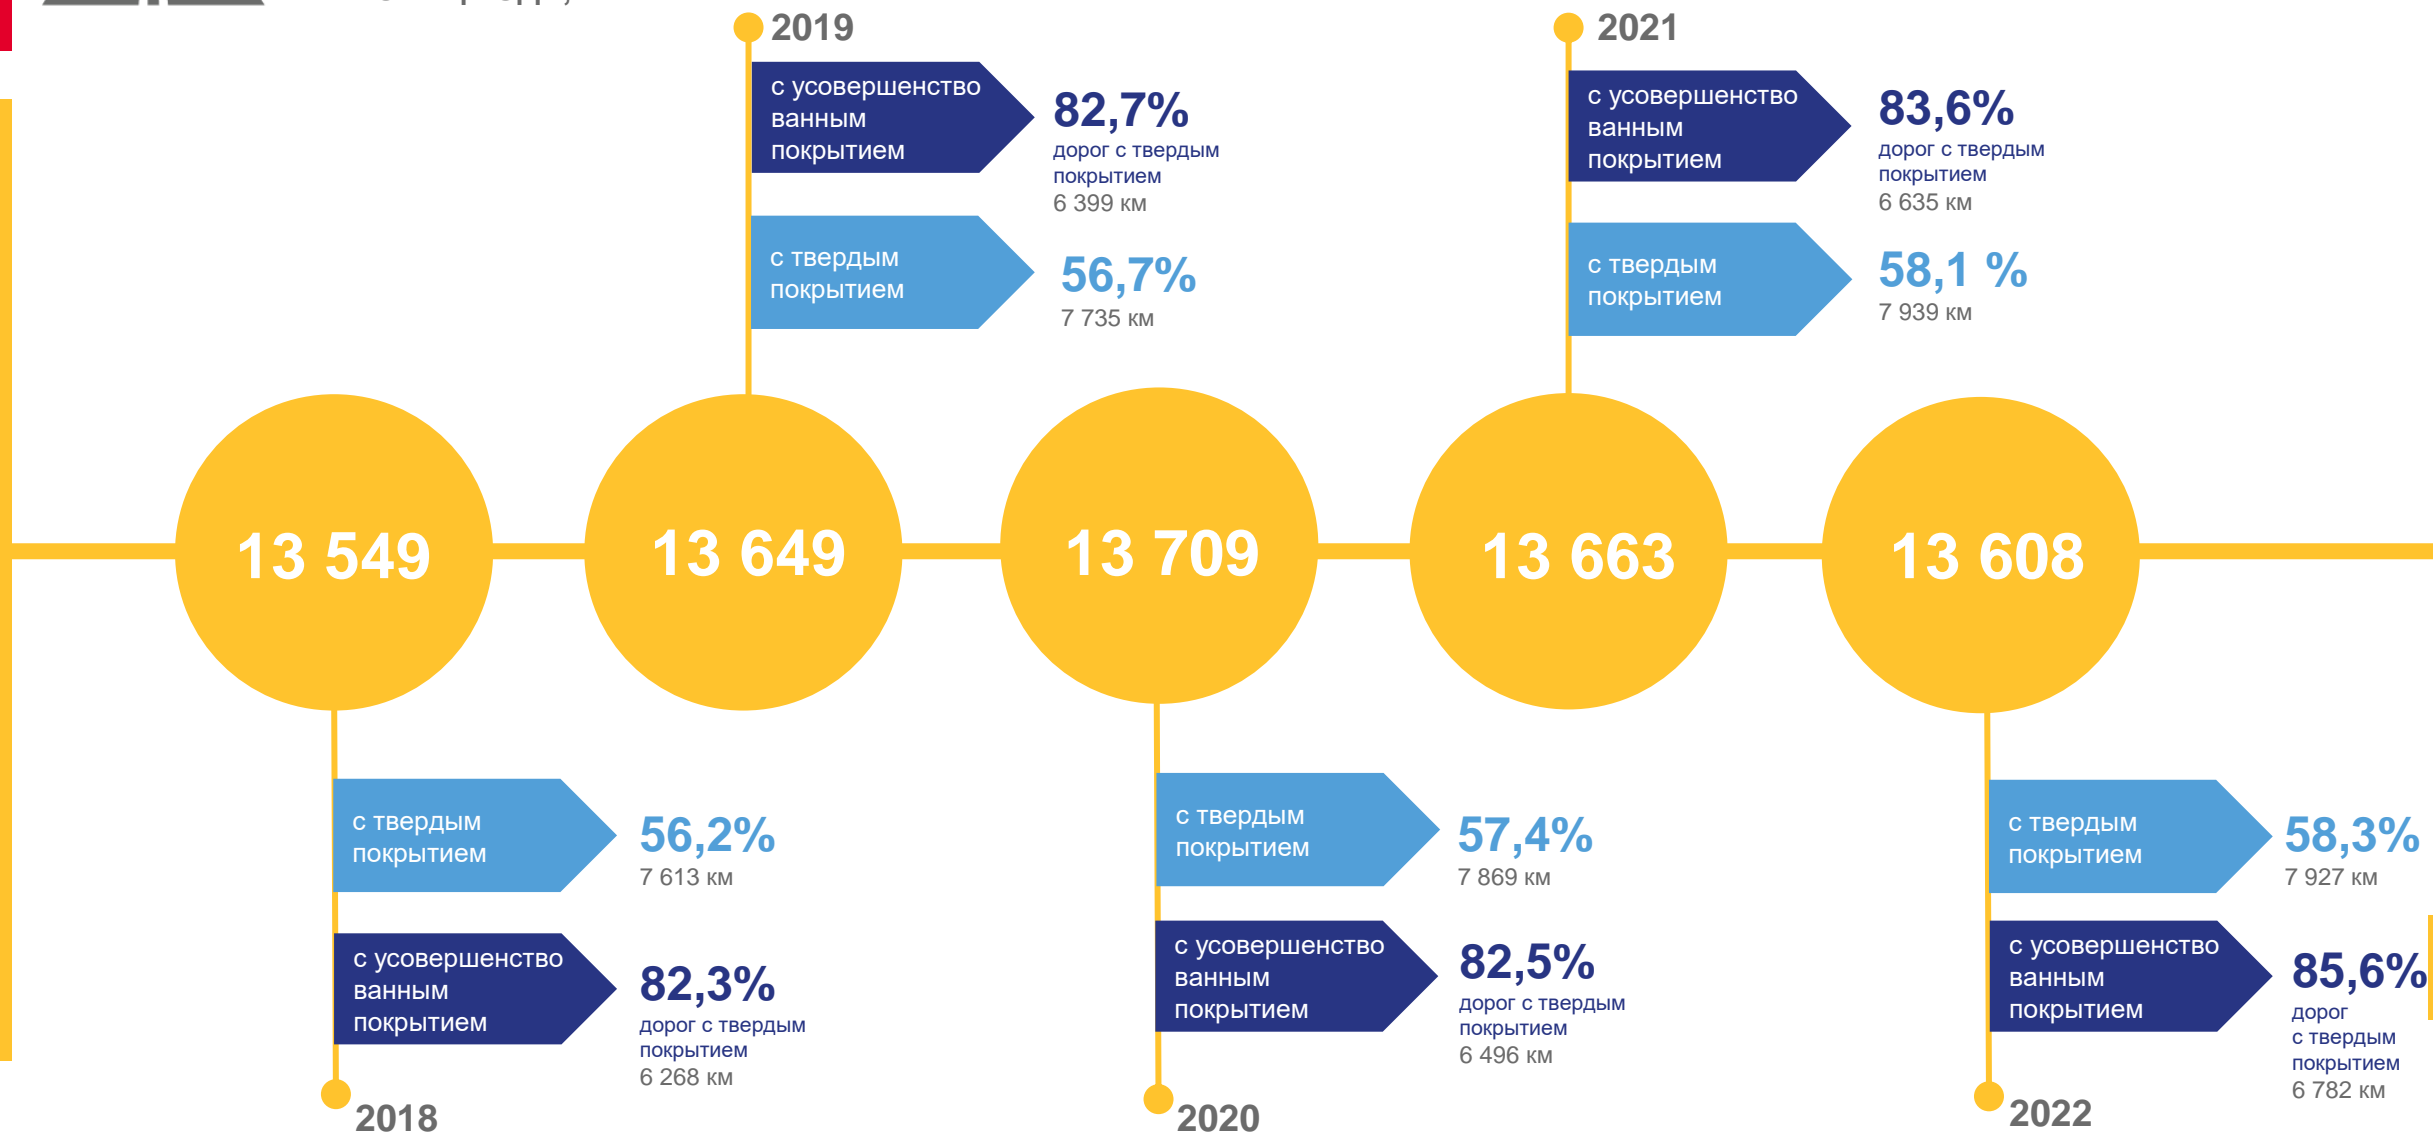 2019
с усовершенство
ванным
покрытием
82,7%
дорог с твердым
покрытием
6 399 км
с твердым
покрытием
56,7%
7 735 км
2021
с усовершенство
ванным
покрытием
83,6%
дорог с твердым
покрытием
6 635 км
с твердым
покрытием
58,1 %
7 939 км
13 549
13 649
13 709
13 663
13 608
с твердым
покрытием
56,2%
7 613 км
с усовершенство
ванным
покрытием
82,3%
дорог с твердым
покрытием
6 268 км
2018
с твердым
покрытием
57,4%
7 869 км
с усовершенство
ванным
покрытием
82,5%
дорог с твердым
покрытием
6 496 км
2020
с твердым
покрытием
58,3%
7 927 км
с усовершенство
ванным
покрытием
85,6%
дорог
с твердым
покрытием
6 782 км
2022